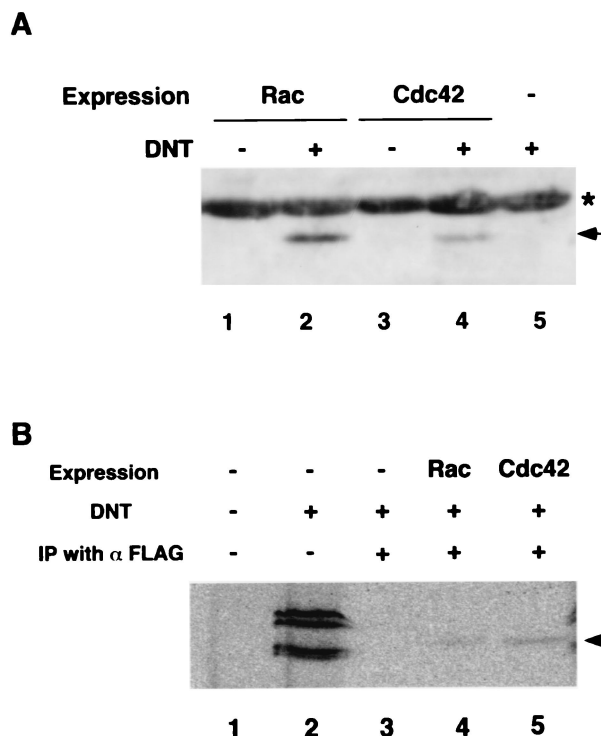 A
Expression Rac Cdc42 -
DNT - + - + +
*
1 2 3 4 5
B
Expression - - - Rac Cdc42
DNT - + + + +
IP with α FLAG - - + + +
1 2 3 4 5